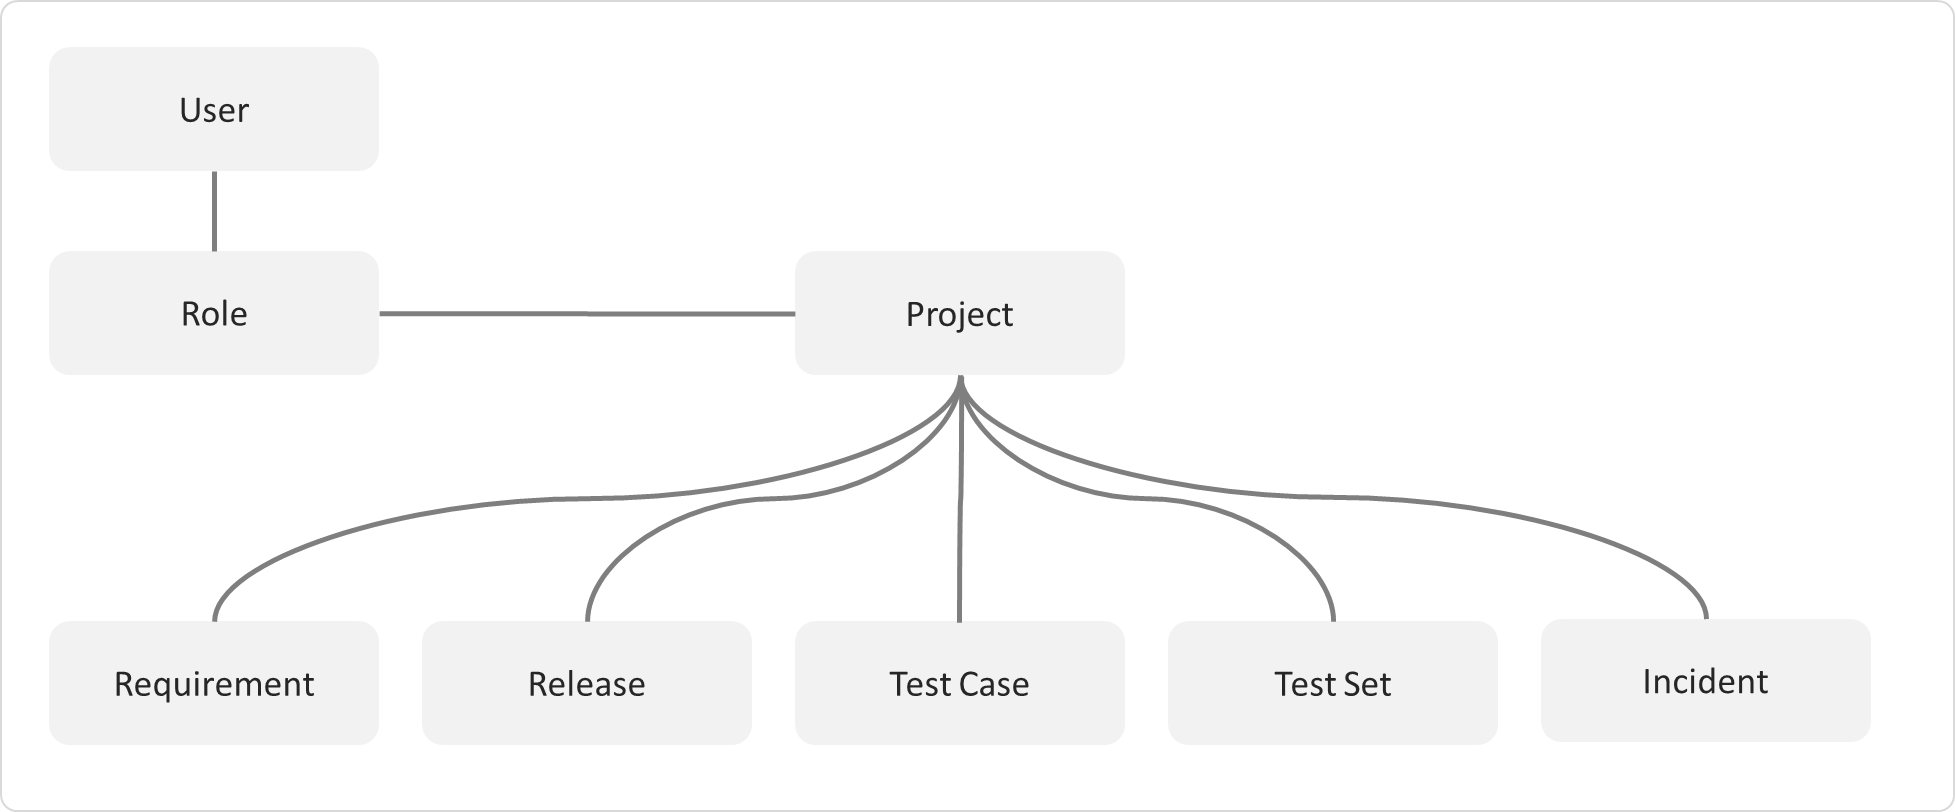 User
Role
Project
Requirement
Release
Test Case
Test Set
Incident